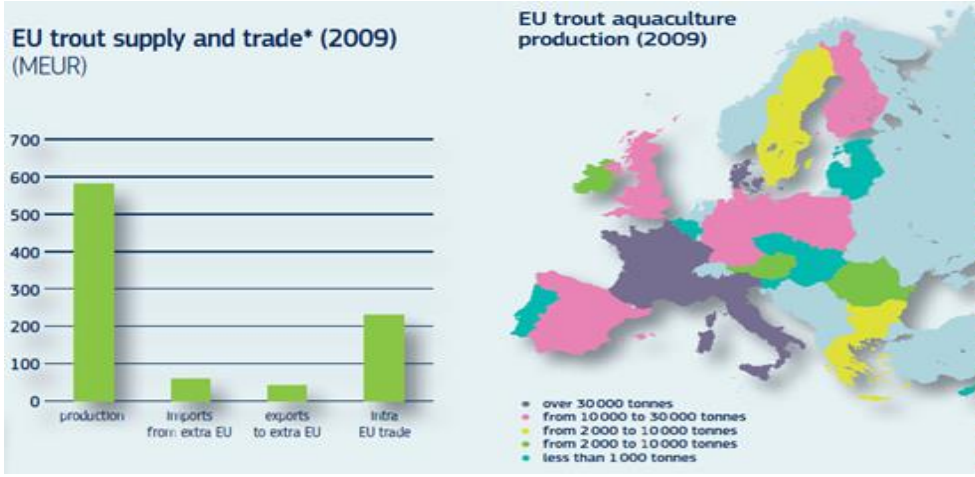 EU trout supply and trade* (2009)
(MEUR)
700
600
500
400
300
200
100
0
production
imports
from extra EU
exports
to extra EU
intra
EU trade
EU trout aquaculture
production (2009)
over 30 000 tonnes
from 10 000 to 30 000 tonnes
from 2 000 to 10 000 tonnes
from 2 000 to 10 000 tonnes
less than 1 000 tonnes